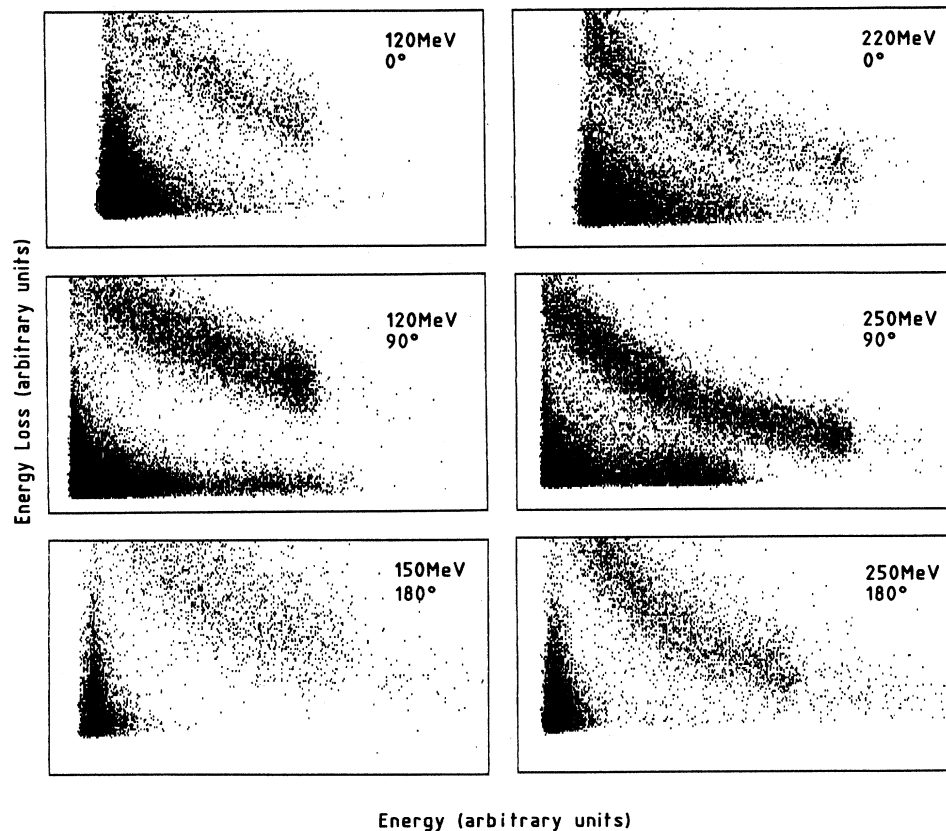 120MeV
0°
220MeV
0°
120MeV
90°
250MeV
90°
150MeV
180°
250MeV
180°
Energy Loss (arbitrary units)
Energy (arbitrary units)